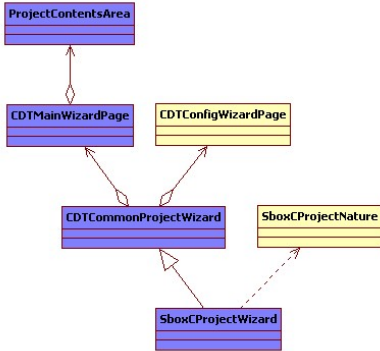 ProjectContentsArea
CDTMainWizardPage
CDTConfigWizardPage
CDTCommonProjectWizard
SboxCProjectNature
SboxCProjectWizard